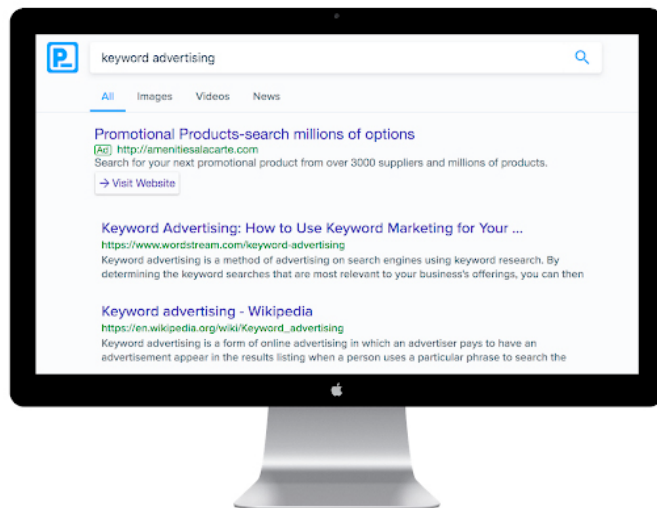 P_
keyword advertising
All Images Videos News
Promotional Products-search millions of options
Ad http://amenitiesalacarte.com
Search for your next promotional product from over 3000 suppliers and millions of products.
→ Visit Website
Keyword Advertising: How to Use Keyword Marketing for Your ...
https://www.wordstream.com/keyword-advertising
Keyword advertising is a method of advertising on search engines using keyword research. By
determining the keyword searches that are most relevant to your business's offerings, you can then
Keyword advertising - Wikipedia
https://en.wikipedia.org/wiki/Keyword_advertising
Keyword advertising is a form of online advertising in which an advertiser pays to have an
advertisement appear in the results listing when a person uses a particular phrase to search the